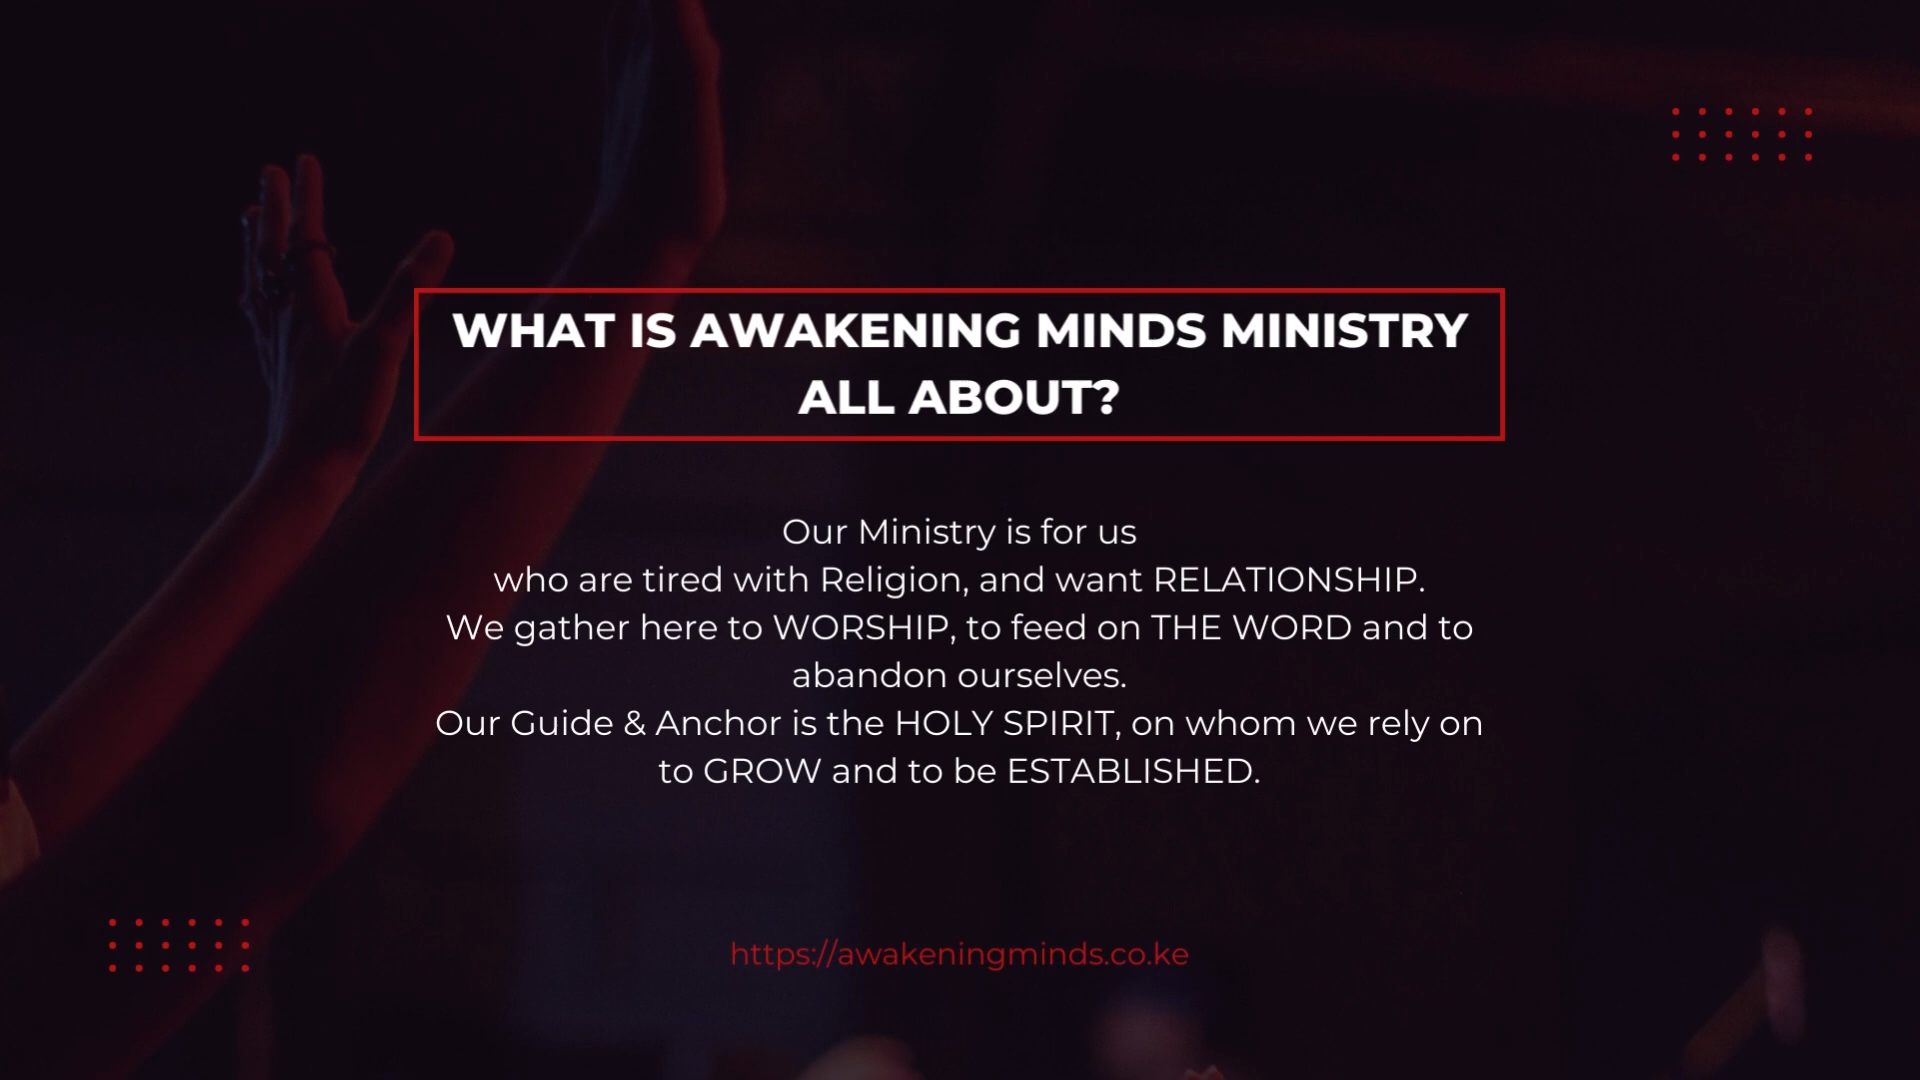 WHAT IS AWAKENING MINDS MINISTRY
ALL ABOUT?
Our Ministry is for us
who are tired with Religion, and want RELATIONSHIP.
We gather here to WORSHIP, to feed on THE WORD and to
abandon ourselves.
Our Guide & Anchor is the HOLY SPIRIT, on whom we rely on
to GROW and to be ESTABLISHED.
https://awakeningminds.co.ke